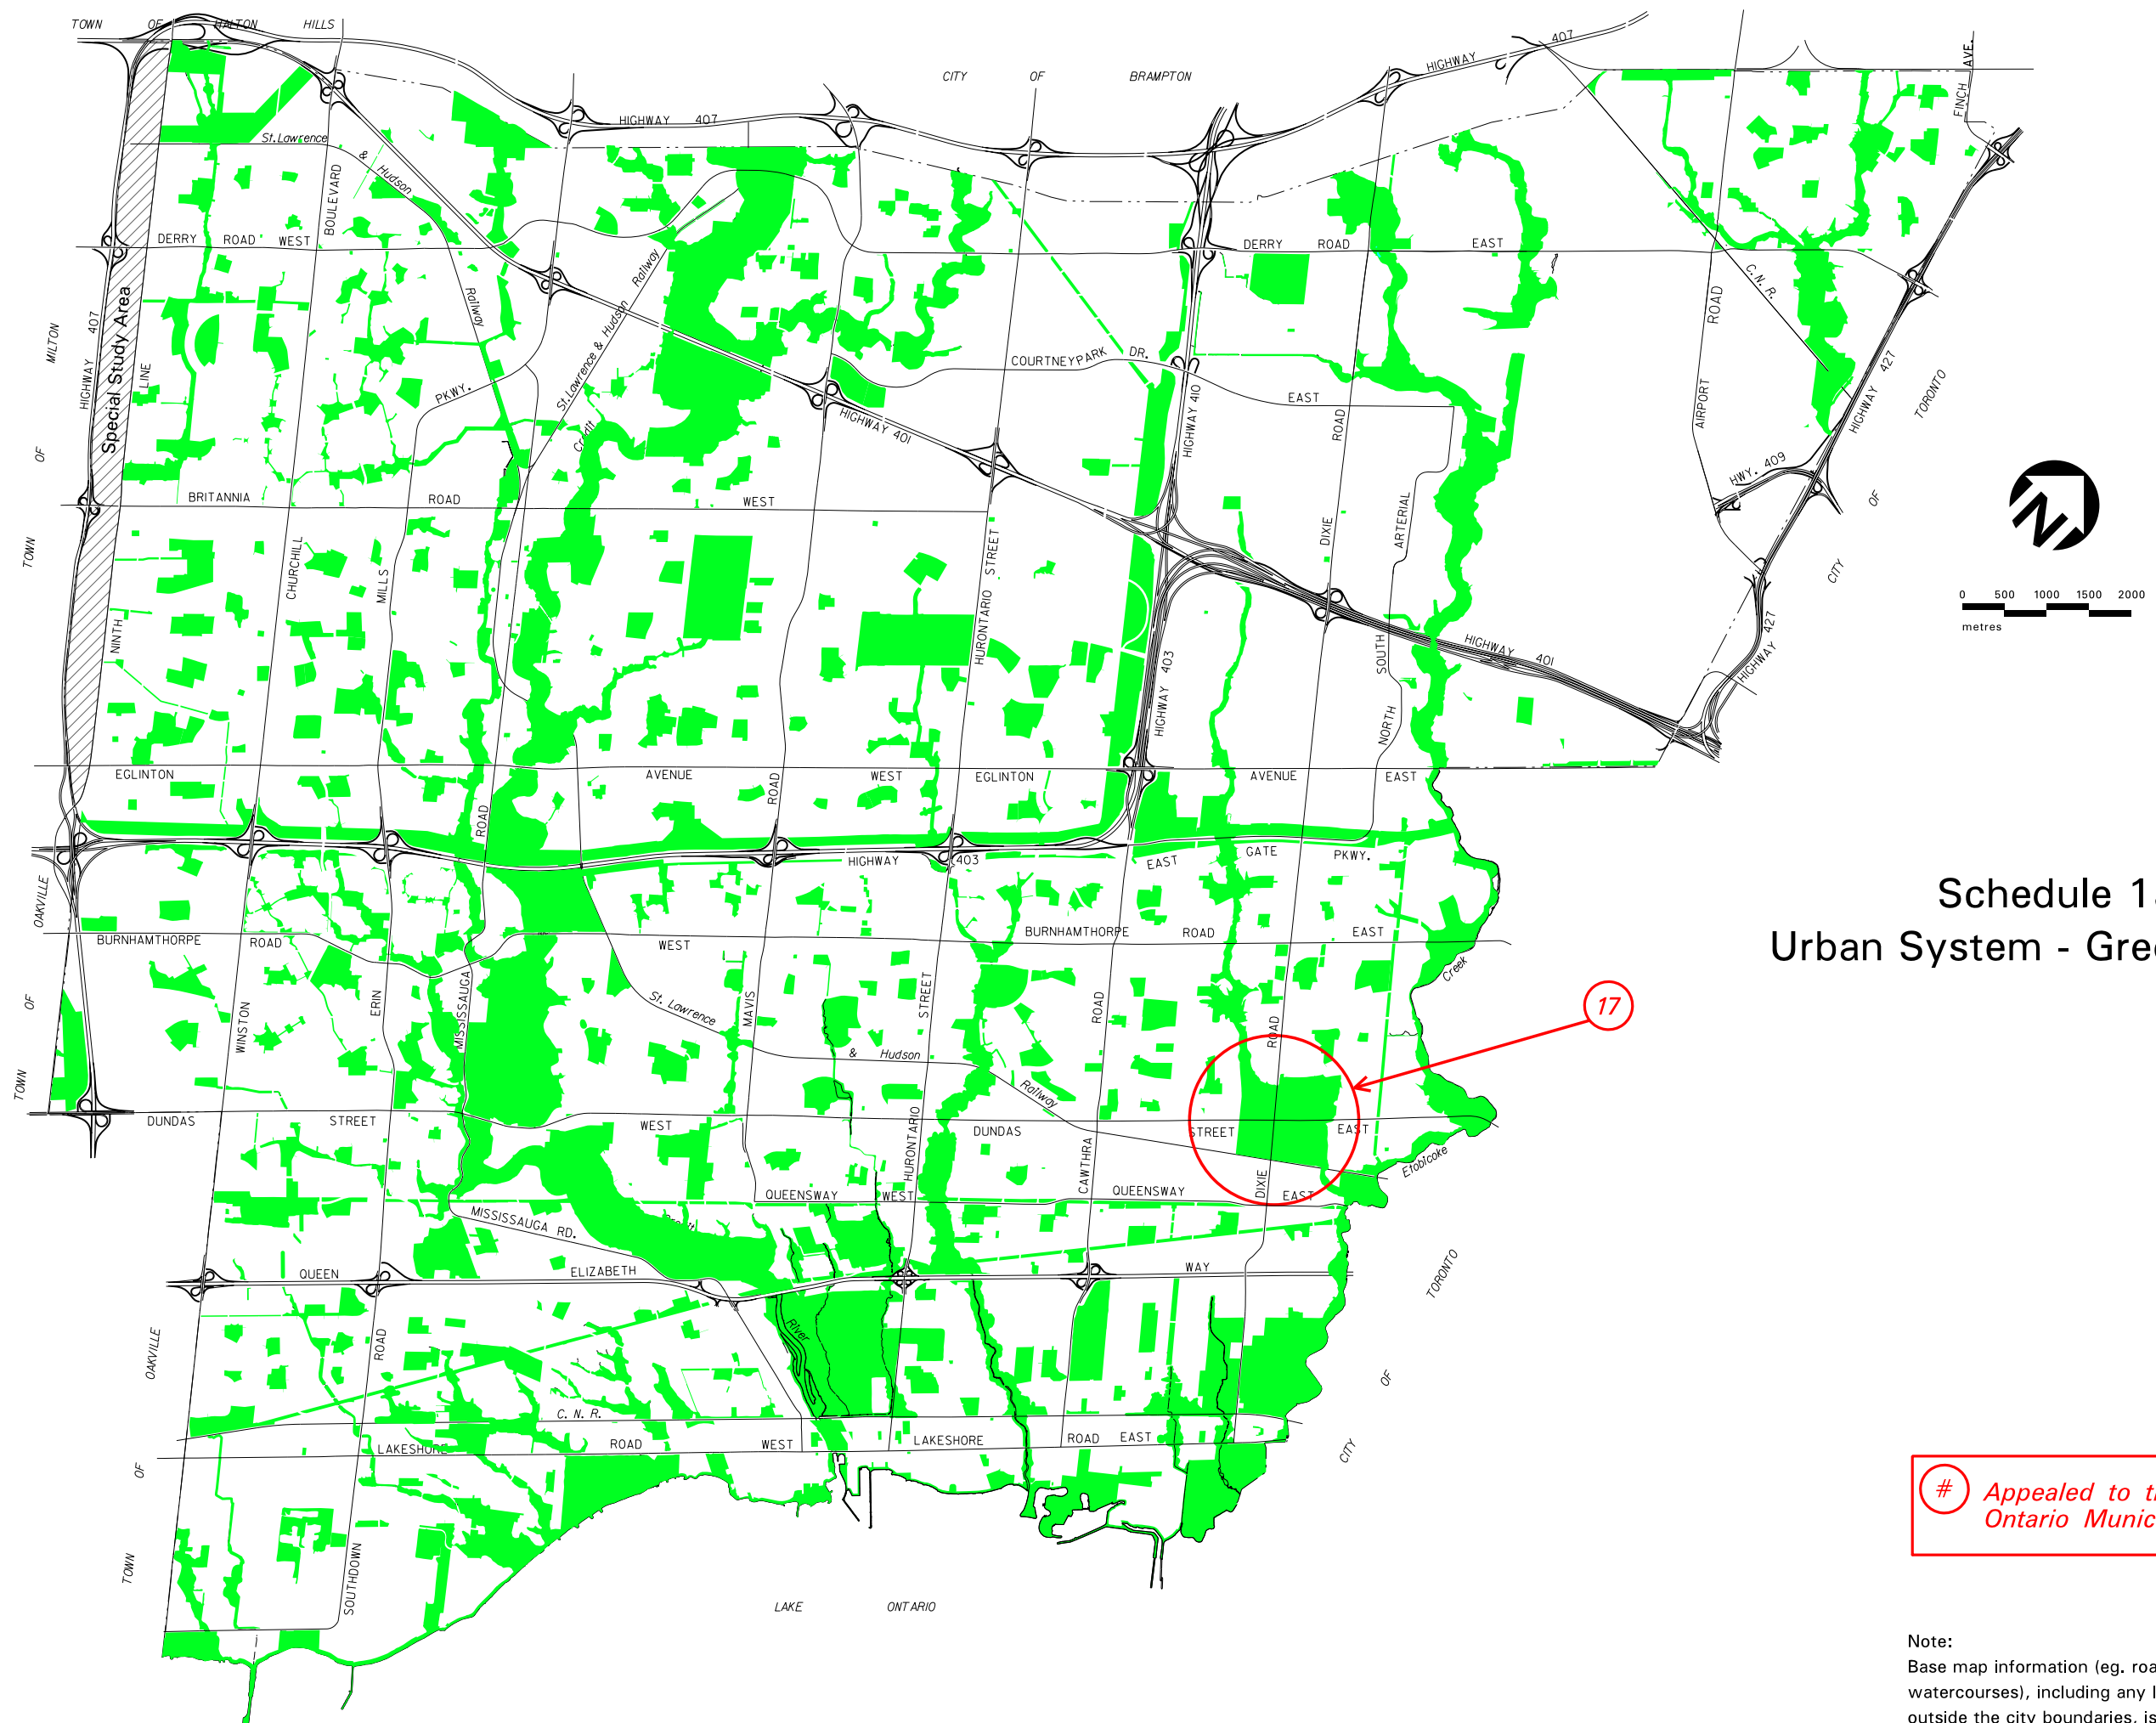 TOWN OF HALTON HILLS
CITY OF BRAMPTON
HIGHWAY 407
HIGHWAY 407
FINCH AVE.
St.Lawrence & Hudson Railway
BOULEVARD
DERRY ROAD WEST
DERRY ROAD EAST
MILTON
OF
TOWN
HIGHWAY 407
Special Study Area
LINE
NINTH
PKWY.
St.Lawrence & Hudson Railway
Credit
COURTNEYPARK DR.
EAST
HIGHWAY 401
HIGHWAY 410
ROAD
DIXIE
ARTERIAL
SOUTH
NORTH
AIRPORT ROAD
C. N. R.
HIGHWAY 427
HWY. 409
TORONTO
OF
CITY
BRITANNIA ROAD WEST
CHURCHILL
MILLS
HURONTARIO STREET
HIGHWAY 403
HIGHWAY 401
HIGHWAY 427
0 500 1000 1500 2000
metres
EGLINTON AVENUE WEST EGLINTON AVENUE EAST
ROAD
ROAD
HIGHWAY 403
EAST GATE PKWY.
OAKVILLE
OF
TOWN
BURNHAMTHORPE ROAD WEST BURNHAMTHORPE ROAD EAST
Schedule 1
Urban System - Gree
Creek
17
WINSTON
ERIN
MISSISSAUGA
St. Lawrence & Hudson Railway
MAVIS
STREET
HURONTARIO
ROAD
CAWTHRA
ROAD
DIXIE
DUNDAS STREET WEST DUNDAS STREET EAST
Etobicoke
QUEENSWAY WEST QUEENSWAY EAST
MISSISSAUGA RD.
QUEEN ELIZABETH WAY
River
TORONTO
OF
CITY
OAKVILLE
OF
TOWN
ROAD
SOUTHDOWN
C. N. R.
LAKESHORE ROAD WEST LAKESHORE ROAD EAST
LAKE ONTARIO
# Appealed to t
Ontario Munic
Note:
Base map information (eg. roa
watercourses), including any l
outside the city boundaries, is